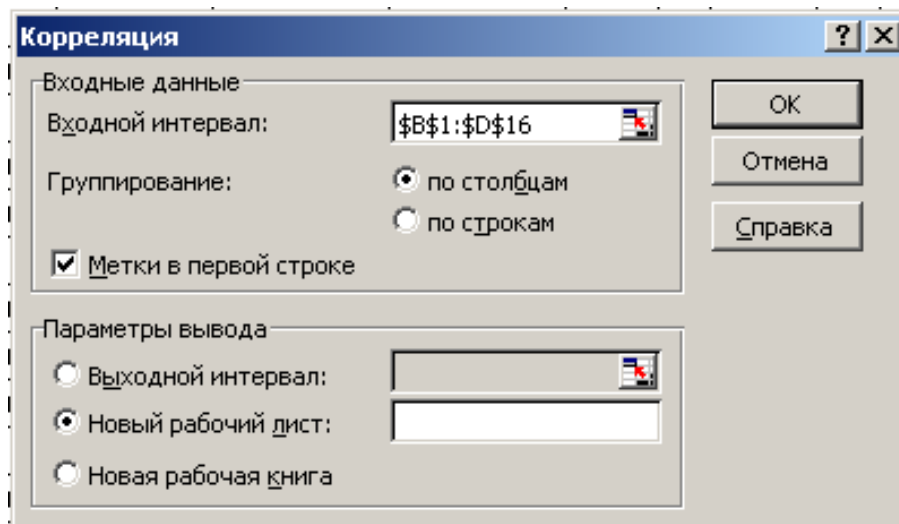 Корреляция
Входные данные
Входной интервал: $B$1:$D$16
Группирование: по столбцам
по строкам
Метки в первой строке
OK
Отмена
Справка
Параметры вывода
Выходной интервал:
Новый рабочий лист:
Новая рабочая книга